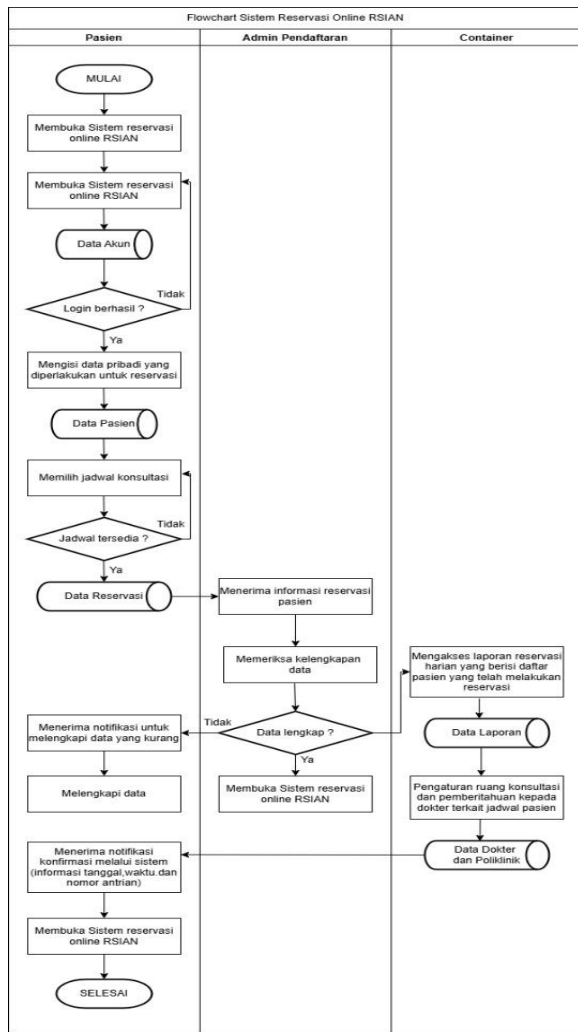 Flowchart Sistem Reservasi Online RSIAN
Pasien
Admin Pendaftaran
Container
MULAI
Membuka Sistem reservasi
online RSIAN
Membuka Sistem reservasi
online RSIAN
Data Akun
Tidak
Login berhasil ?
Ya
Mengisi data pribadi yang
diperlakukan untuk reservasi
Data Pasien
Memilih jadwal konsultasi
Tidak
Jadwal tersedia ?
Ya
Data Reservasi
Menerima informasi reservasi
pasien
Memeriksa kelengkapan
data
Mengakses laporan reservasi
harian yang berisi daftar
pasien yang telah melakukan
reservasi
Menerima notifikasi untuk
melengkapi data yang kurang
Tidak
Data lengkap ?
Ya
Data Laporan
Melengkapi data
Membuka Sistem reservasi
online RSIAN
Pengaturan ruang konsultasi
dan pemberitahuan kepada
dokter terkait jadwal pasien
Menerima notifikasi
konfirmasi melalui sistem
(informasi tanggal,waktu.dan
nomor antrian)
Data Dokter
dan Poliklinik
Membuka Sistem reservasi
online RSIAN
SELESAI